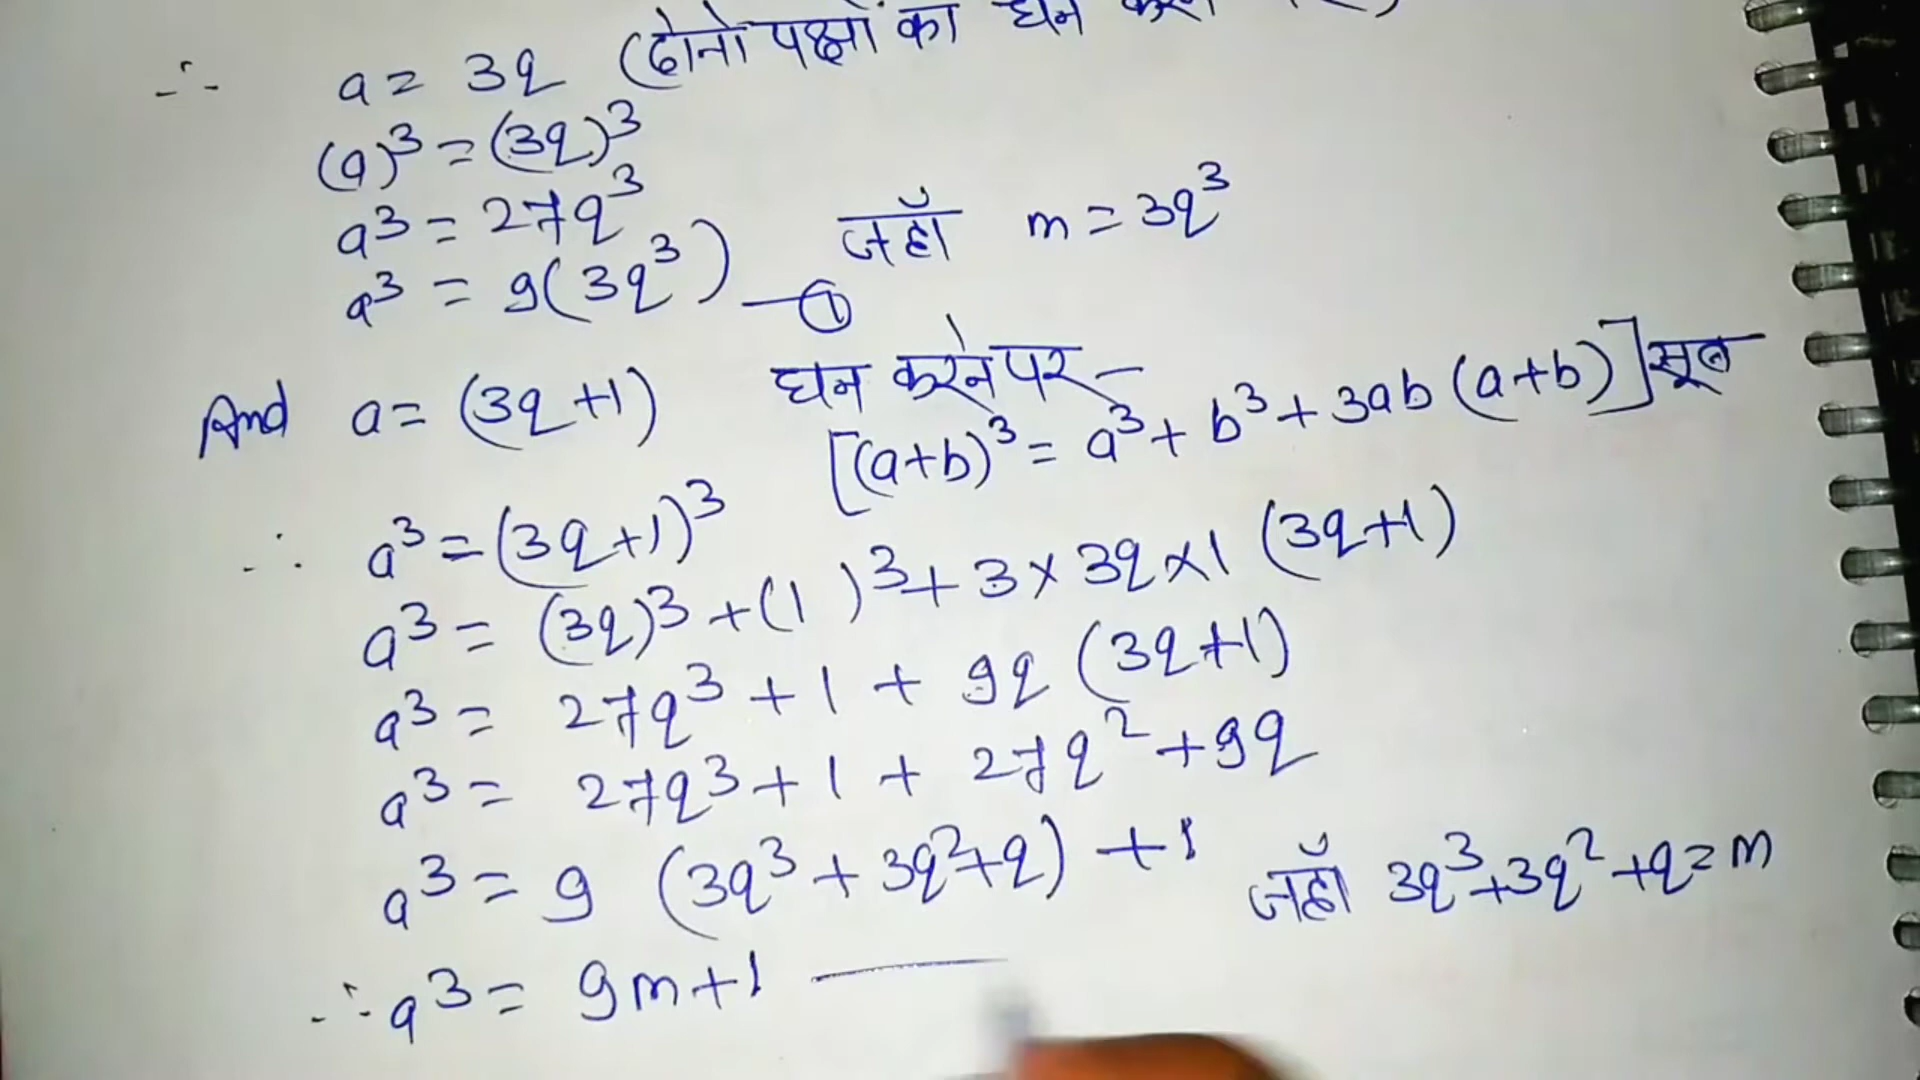 ∴ a = 3q (दोनो पक्षों का घन
(a)³ = (3q)³
a³ = 27q³
a³ = 9(3q³) —① जहाँ m = 3q³
And a = (3q+1) घन करने पर –
[(a+b)³ = a³ + b³ + 3ab (a+b)] सूत्र
∴ a³ = (3q+1)³
a³ = (3q)³ + (1)³ + 3 × 3q × 1 (3q+1)
a³ = 27q³ + 1 + 9q (3q+1)
a³ = 27q³ + 1 + 27q² + 9q
a³ = 9 (3q³ + 3q² + q) + 1 जहाँ 3q³ + 3q² + q = m
∴ a³ = 9m + 1 —